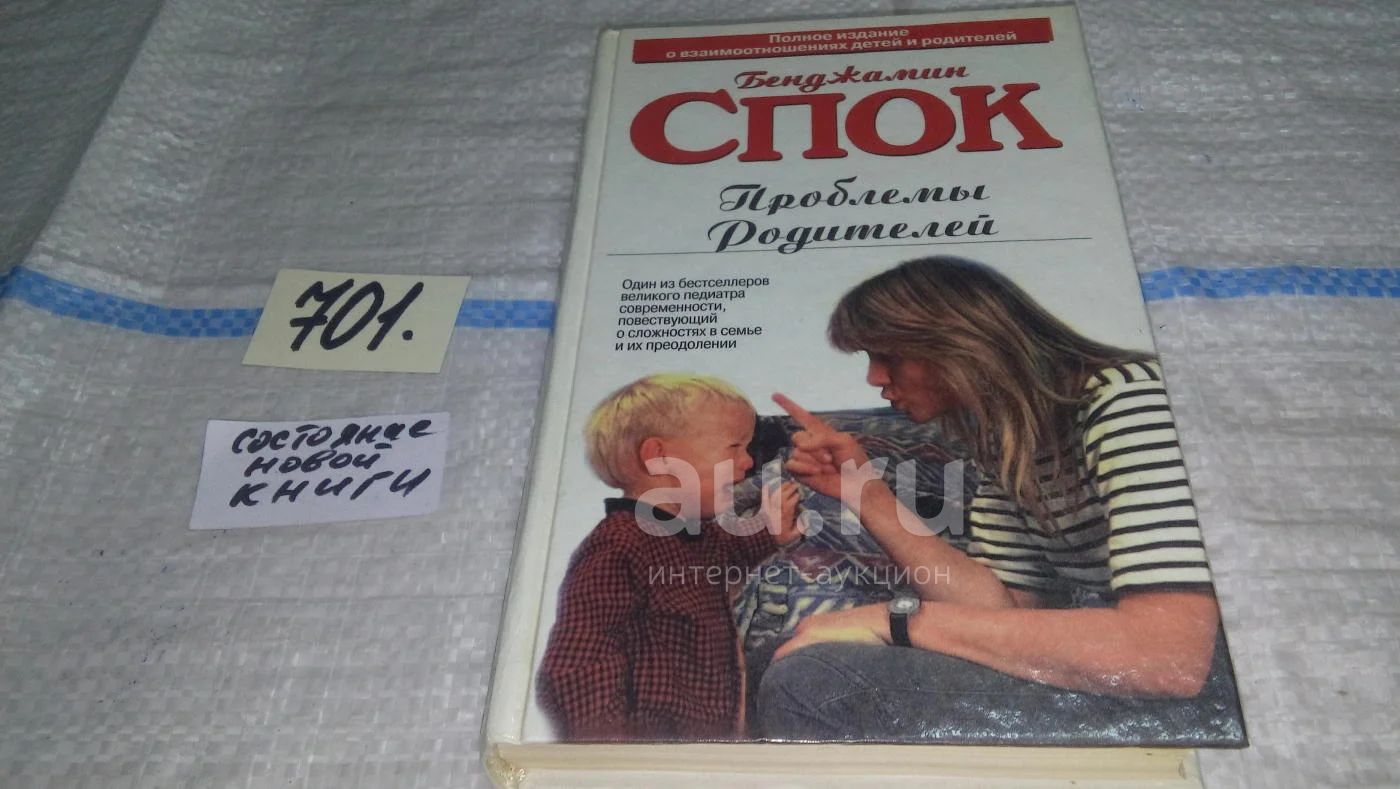 Полное издание
о взаимоотношениях детей и родителей
Бенджамин
СПОК
Проблемы
Родителей
Один из бестселлеров
великого педиатра
современности,
повествующий
о сложностях в семье
и их преодолении
701.
состояние
новой
книги
au.ru
интернет-аукцион